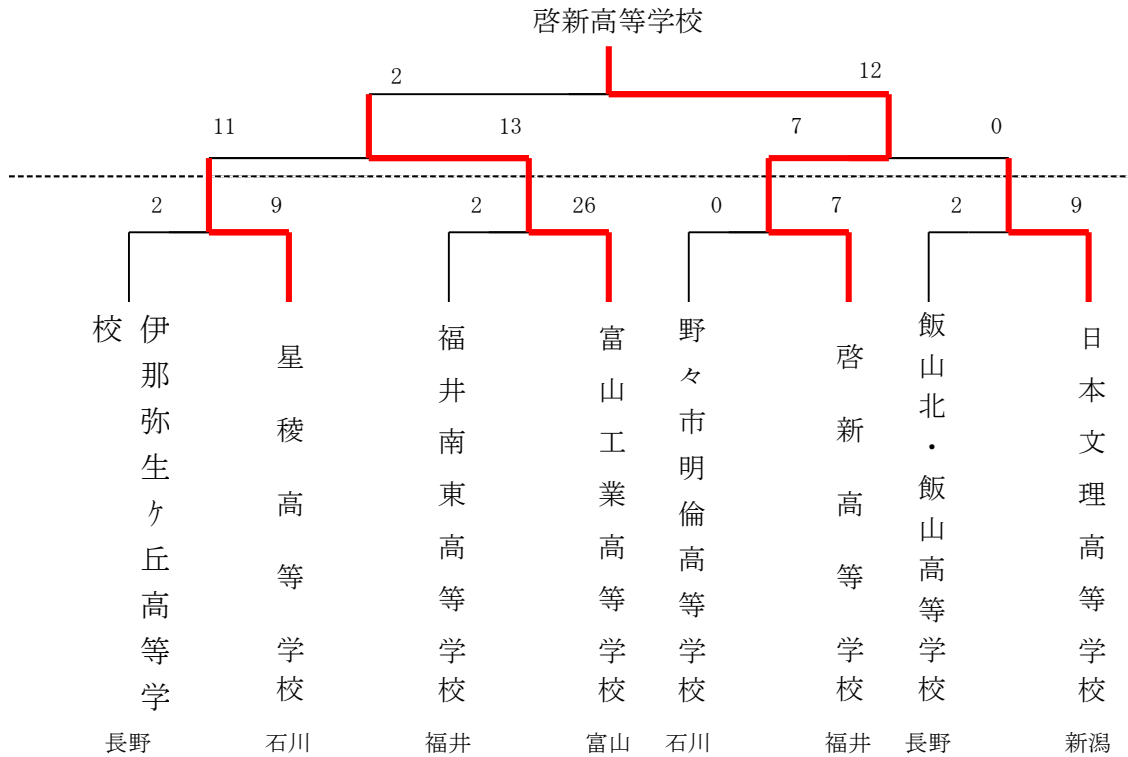 啓新高等学校
2
12
11
13
7
0
2
9
2
26
0
7
2
9
伊那弥生ケ丘高等学
校
星稜高等学校
福井南東高等学校
富山工業高等学校
野々市明倫高等学校
啓新高等学校
飯山北・飯山高等学校
日本文理高等学校
長野
石川
福井
富山
石川
福井
長野
新潟